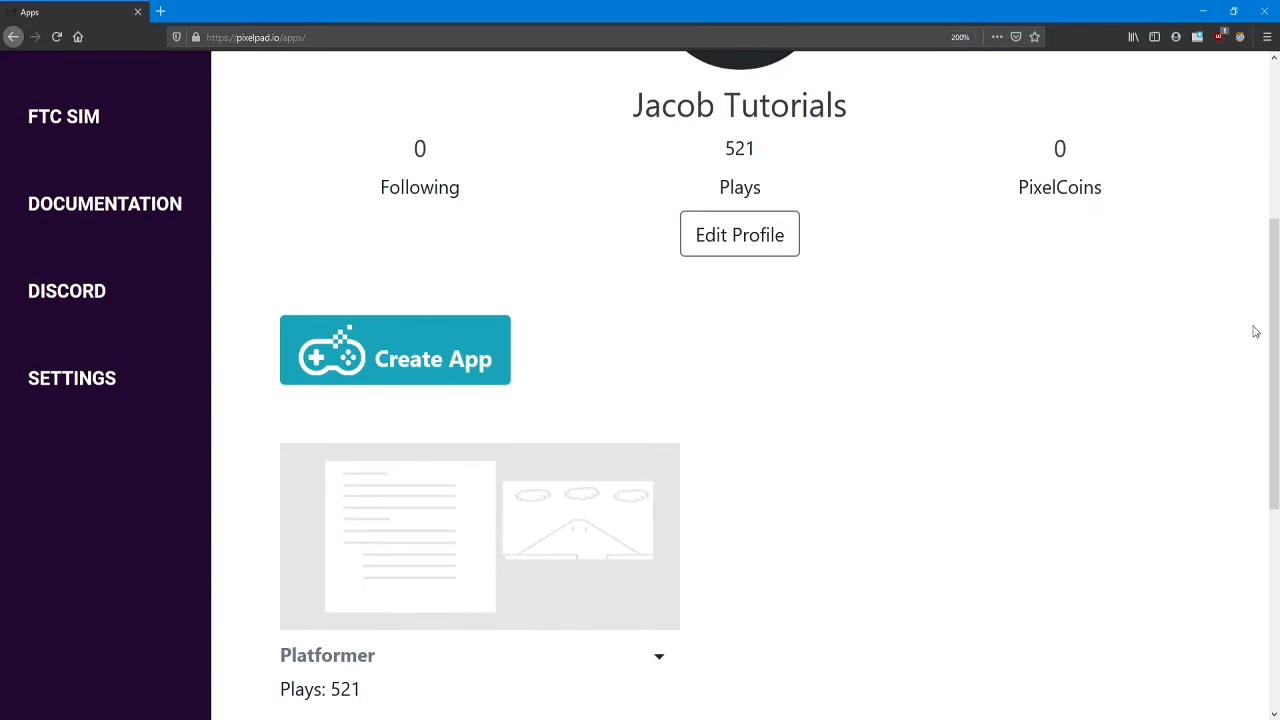 Apps
https://pixelpad.io/apps/
200%
1
FTC SIM
DOCUMENTATION
DISCORD
SETTINGS
Jacob Tutorials
0
521
0
Following
Plays
PixelCoins
Edit Profile
Create App
Platformer
Plays: 521